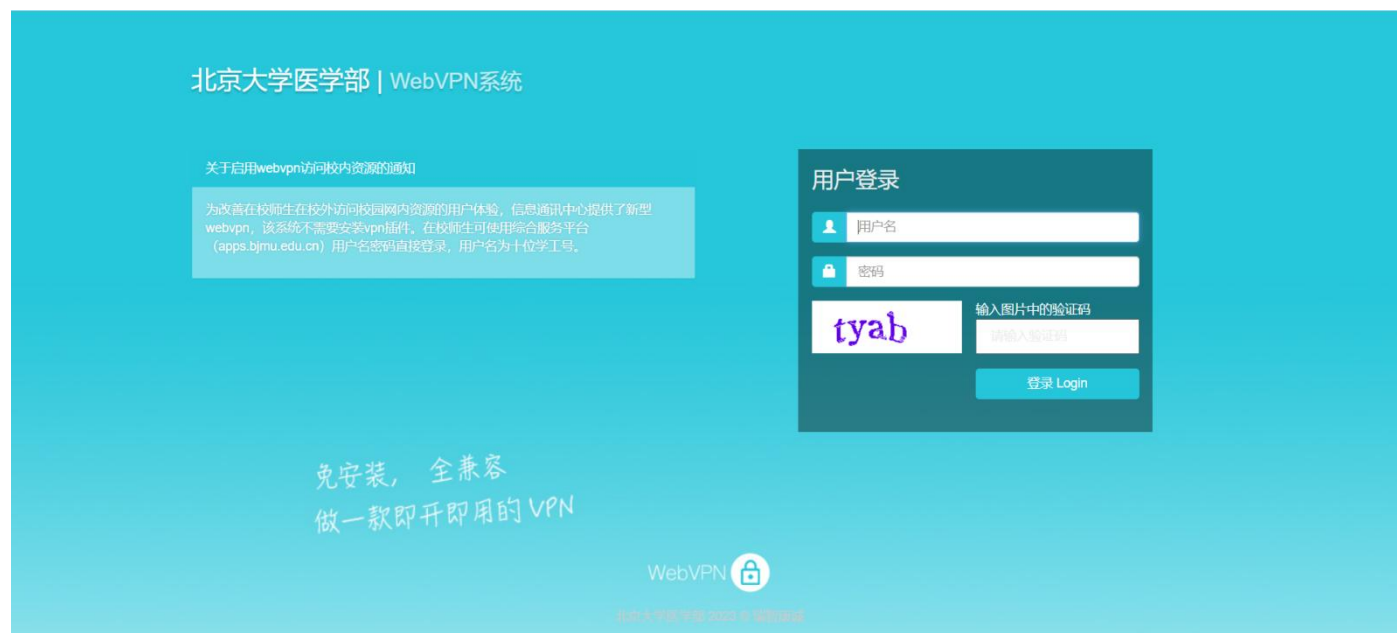 北京大学医学部 | WebVPN系统
关于启用webvpn访问校内资源的通知
为改善在校师生在校外访问校园网内资源的用户体验，信息通讯中心提供了新型
webvpn，该系统不需要安装vpn插件。在校师生可使用综合服务平台
（apps.bjmu.edu.cn）用户名密码直接登录，用户名为十位学工号。
用户登录
用户名
密码
tyab
输入图片中的验证码
请输入验证码
登录 Login
免安装，全兼容
做一款即开即用的 VPN
WebVPN
北京大学医学部